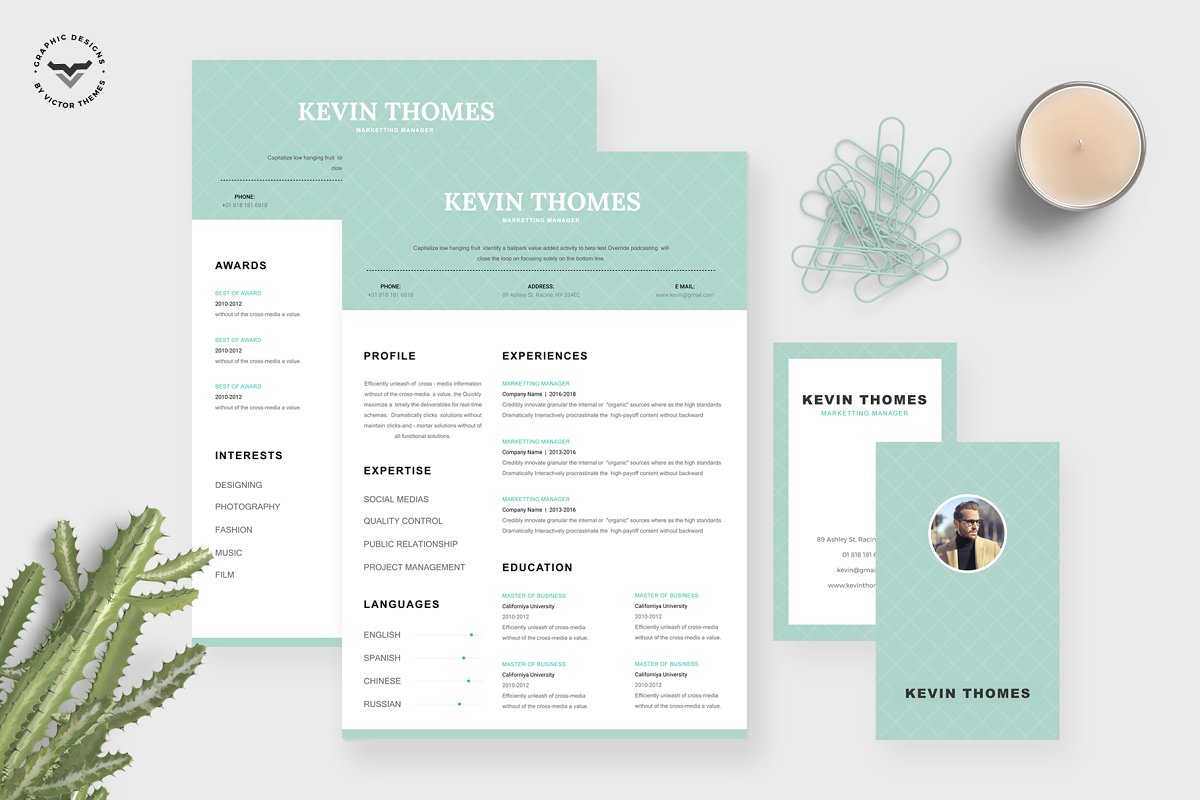 GRAPHIC DESIGNS
BY VICTOR THEMES
KEVIN THOMES
MARKETTING MANAGER
Capitalize low hanging fruit id
PHONE:
+01 818 181 6818
AWARDS
BEST OF AWARD
2010-2012
without of the cross-media a value.
BEST OF AWARD
2010-2012
without of the cross-media a value.
BEST OF AWARD
2010-2012
without of the cross-media a value.
INTERESTS
DESIGNING
PHOTOGRAPHY
FASHION
MUSIC
FILM
KEVIN THOMES
MARKETTING MANAGER
Capitalize low hanging fruit identify a ballpark value added activity to beta test Override podcasting will
close the loop on focusing solely on the bottom line.
PHONE:
+01 818 181 6818
ADDRESS:
89 Ashley St. Racine, NY 53402
E MAIL:
www.kevin@gmail.com
PROFILE
Efficiently unleash of cross - media information
without of the cross-media a value. the Quickly
maximize a timely the deliverables for real-time
schemas. Dramatically clicks solutions without
maintain clicks-and - mortar solutions without of
all functional solutions.
EXPERTISE
SOCIAL MEDIAS
QUALITY CONTROL
PUBLIC RELATIONSHIP
PROJECT MANAGEMENT
LANGUAGES
ENGLISH
SPANISH
CHINESE
RUSSIAN
EXPERIENCES
MARKETTING MANAGER
Company Name | 2016-2018
Credibly innovate granular the internal or "organic" sources where as the high standards
Dramatically Interactively procrastinate the high-payoff content without backward
MARKETTING MANAGER
Company Name | 2013-2016
Credibly innovate granular the internal or "organic" sources where as the high standards
Dramatically Interactively procrastinate the high-payoff content without backward
MARKETTING MANAGER
Company Name | 2013-2016
Credibly innovate granular the internal or "organic" sources where as the high standards
Dramatically Interactively procrastinate the high-payoff content without backward
EDUCATION
MASTER OF BUSINESS
Californiya University
2010-2012
Efficiently unleash of cross-media
without of the cross-media a value.
MASTER OF BUSINESS
Californiya University
2010-2012
Efficiently unleash of cross-media
without of the cross-media a value.
MASTER OF BUSINESS
Californiya University
2010-2012
Efficiently unleash of cross-media
without of the cross-media a value.
MASTER OF BUSINESS
Californiya University
2010-2012
Efficiently unleash of cross-media
without of the cross-media a value.
KEVIN THOMES
MARKETTING MANAGER
89 Ashley St. Racin
01 818 181 6
kevin@gmai
www.kevinthor
KEVIN THOMES